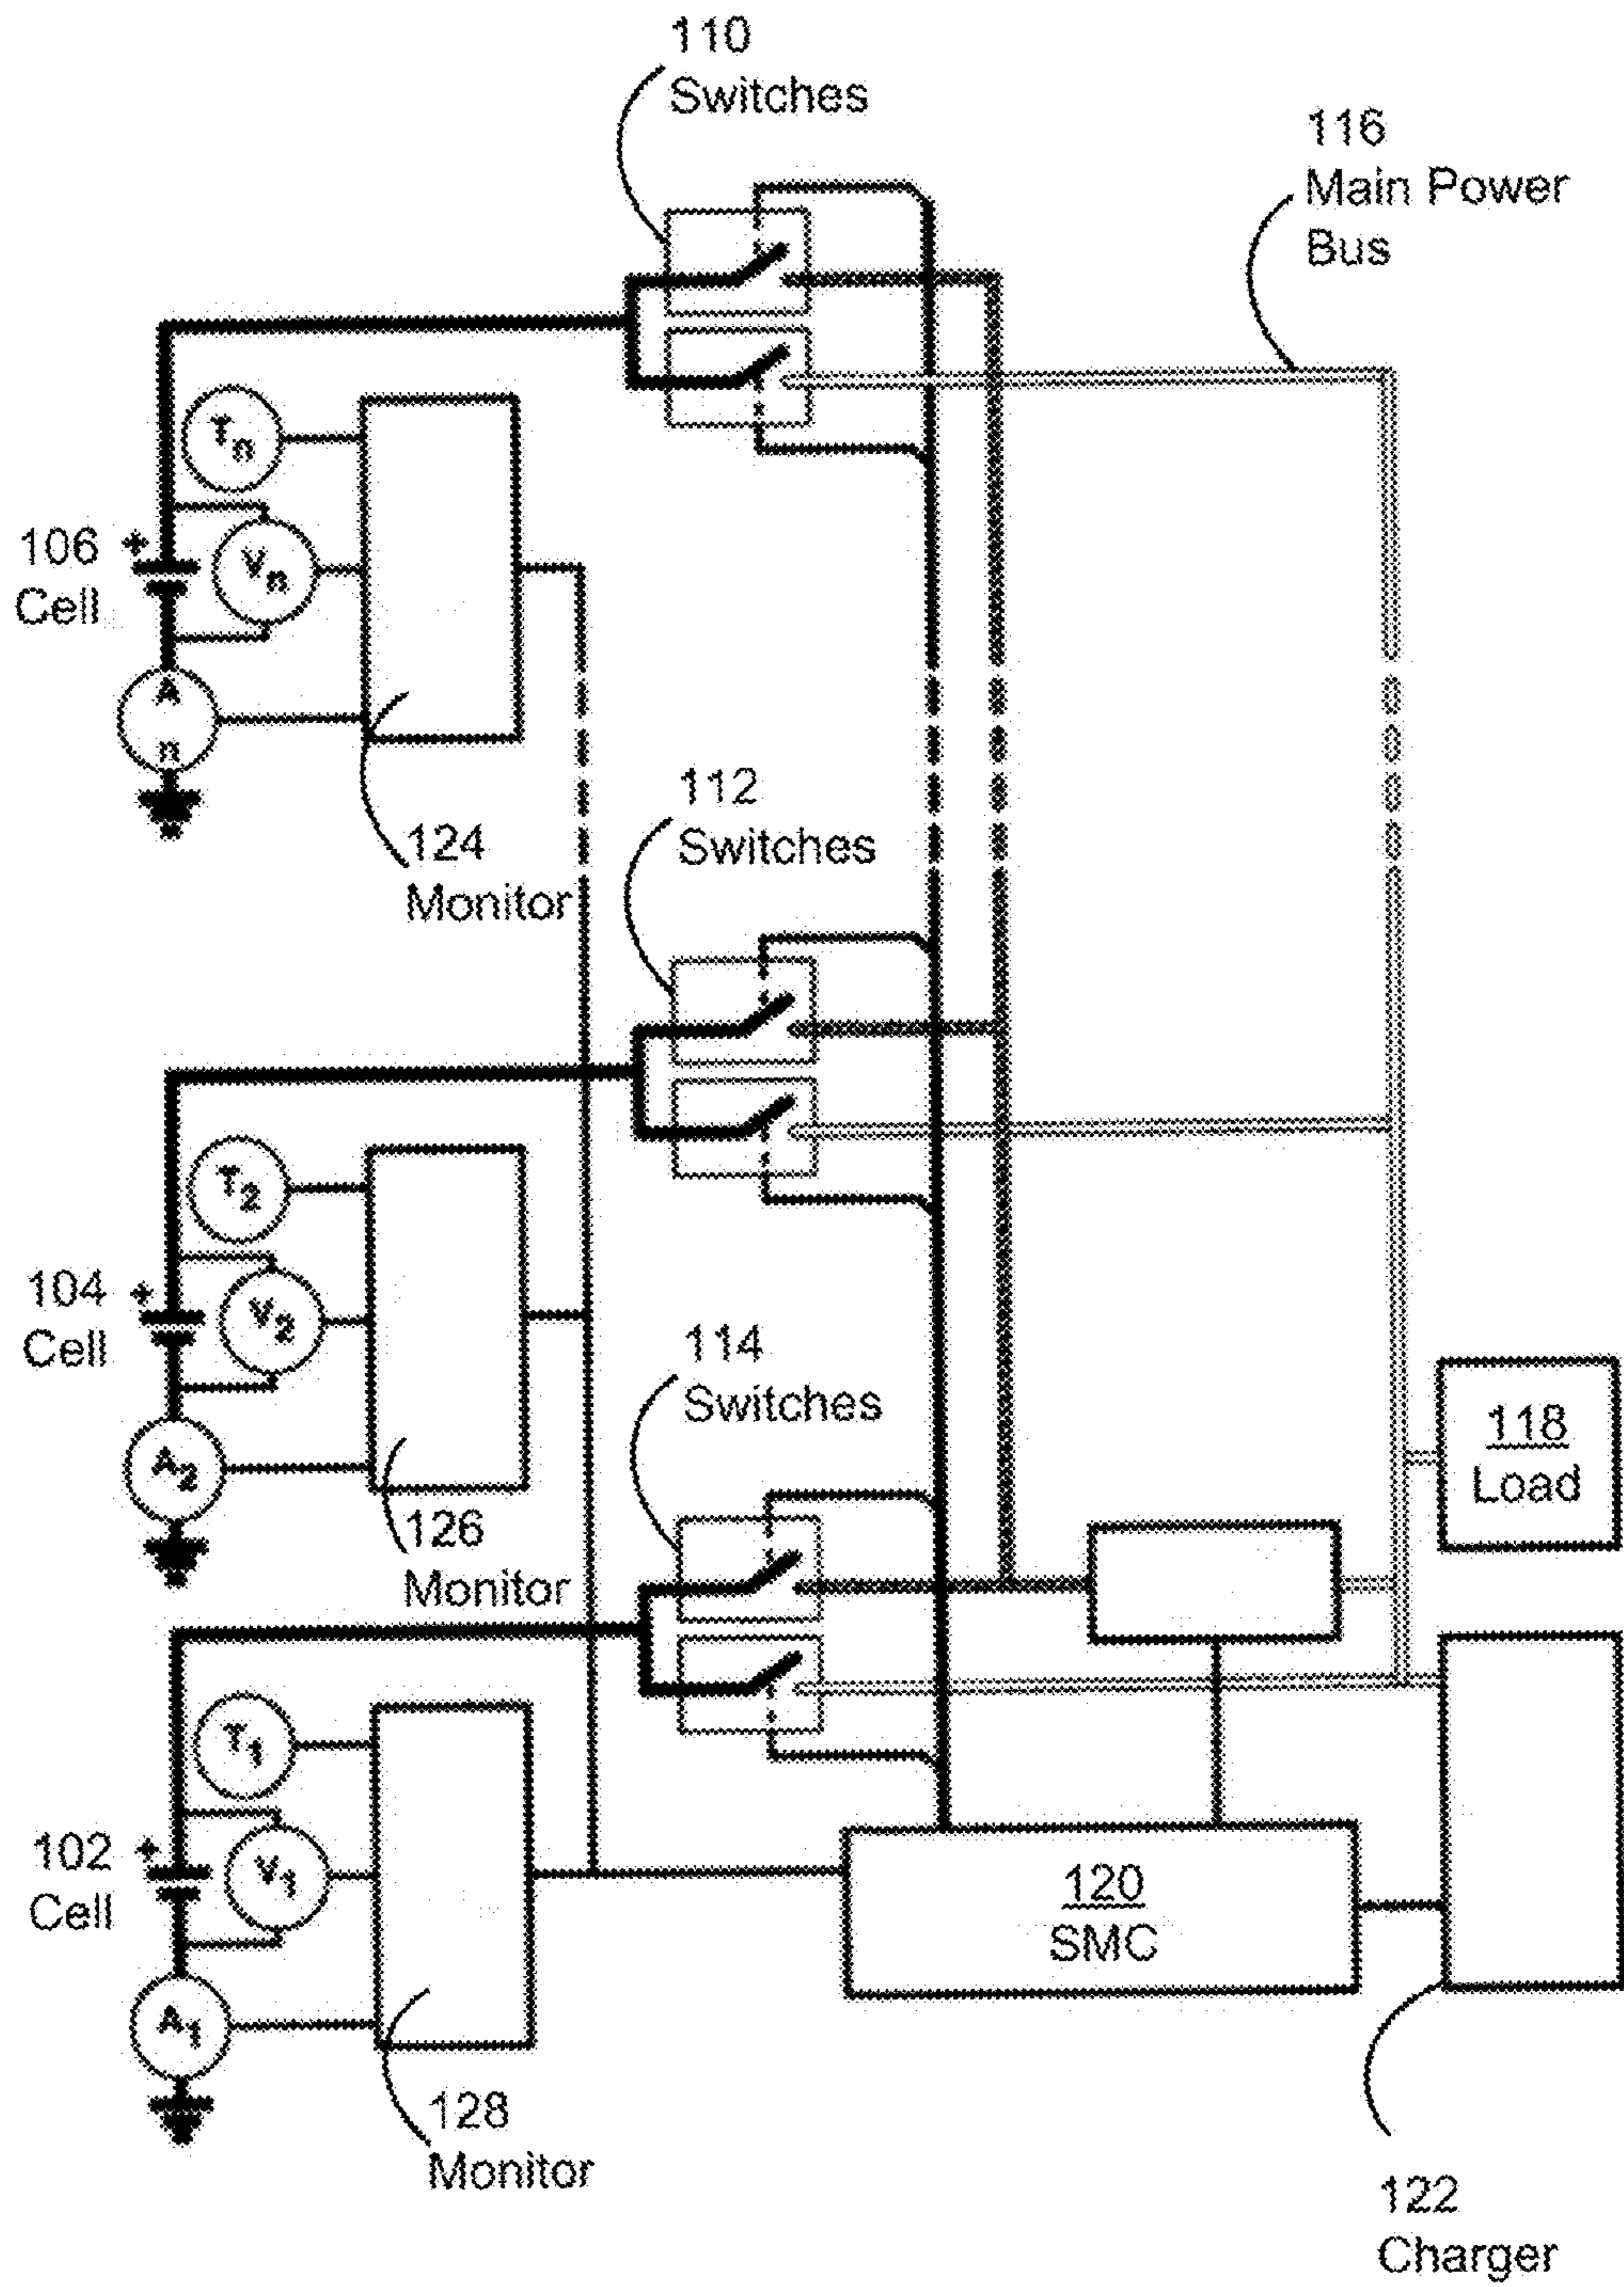 110
Switches
116
Main Power
Bus
Tn
106 +
Cell
Vn
A
n
124
Monitor
112
Switches
T2
104 +
Cell
V2
A2
126
Monitor
114
Switches
118
Load
T1
102 +
Cell
V1
A1
128
Monitor
120
SMC
122
Charger